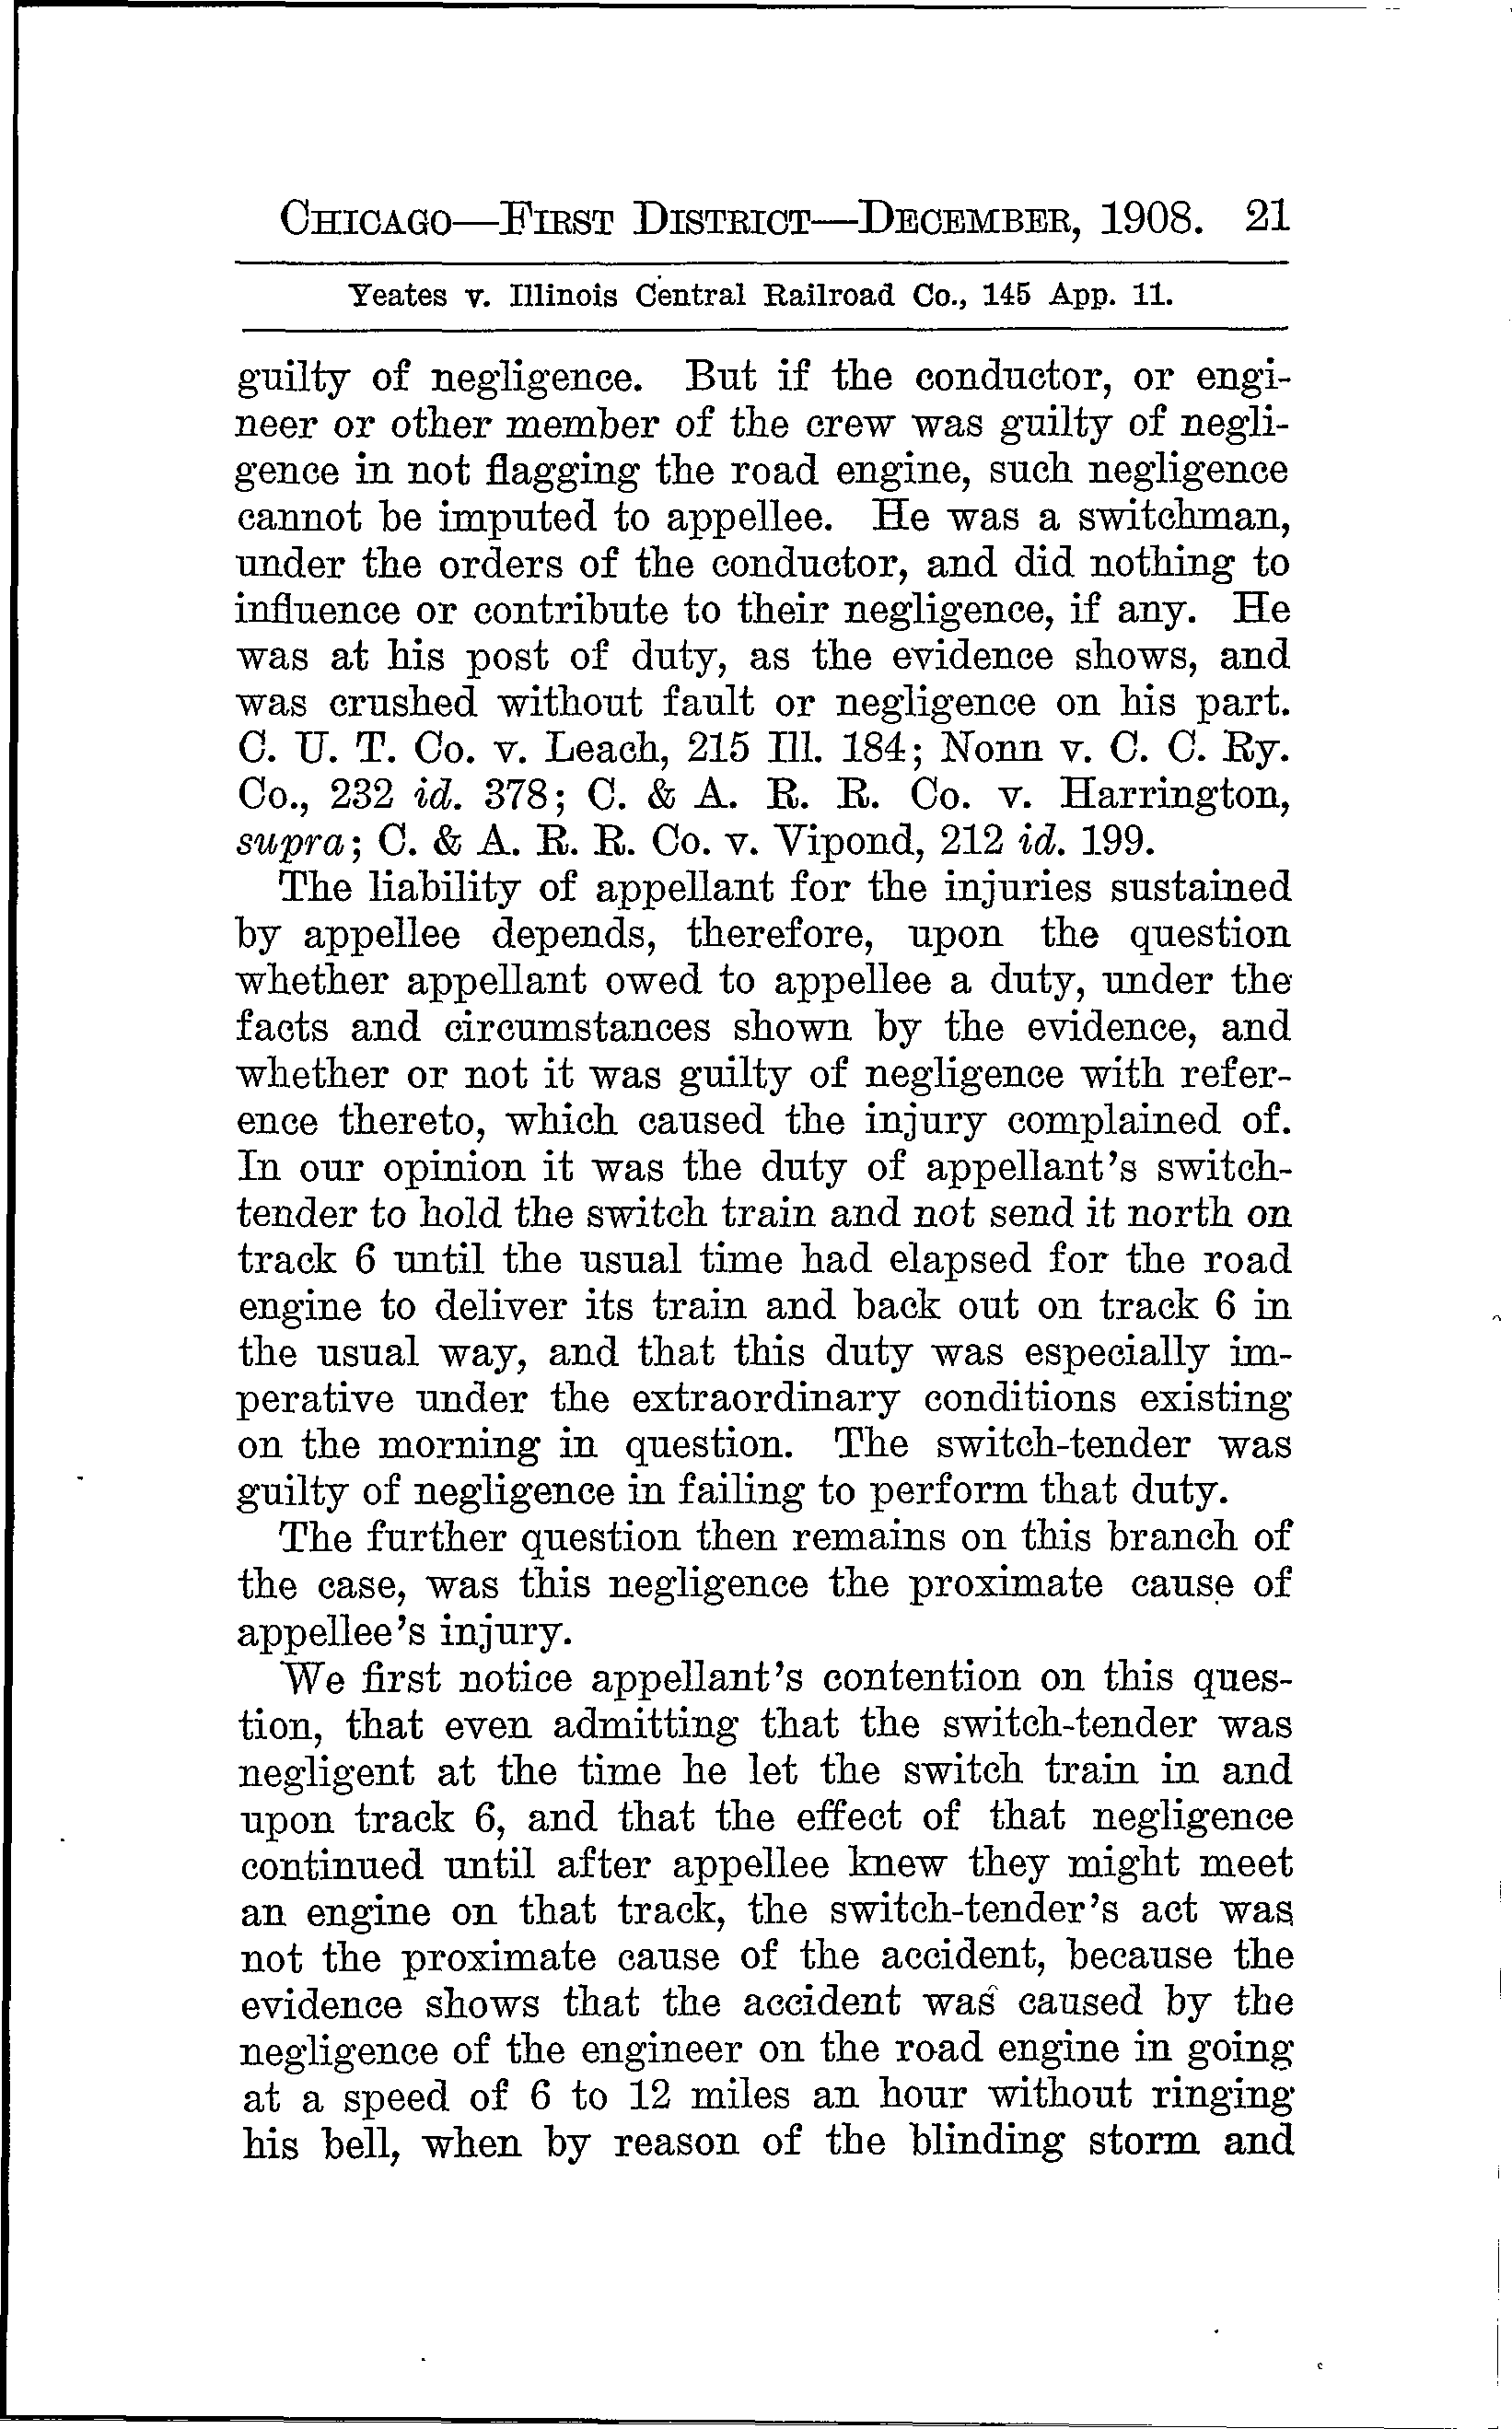 CHICAGO—FIRST DISTRICT—DECEMBER, 1908. 21
Yeates v. Illinois Central Railroad Co., 145 App. 11.
guilty of negligence. But if the conductor, or engi-
neer or other member of the crew was guilty of negli-
gence in not flagging the road engine, such negligence
cannot be imputed to appellee. He was a switchman,
under the orders of the conductor, and did nothing to
influence or contribute to their negligence, if any. He
was at his post of duty, as the evidence shows, and
was crushed without fault or negligence on his part.
C. U. T. Co. v. Leach, 215 Ill. 184; Nonn v. C. C. Ry.
Co., 232 id. 378; C. & A. R. R. Co. v. Harrington,
supra; C. & A. R. R. Co. v. Vipond, 212 id. 199.
The liability of appellant for the injuries sustained
by appellee depends, therefore, upon the question
whether appellant owed to appellee a duty, under the
facts and circumstances shown by the evidence, and
whether or not it was guilty of negligence with refer-
ence thereto, which caused the injury complained of.
In our opinion it was the duty of appellant's switch-
tender to hold the switch train and not send it north on
track 6 until the usual time had elapsed for the road
engine to deliver its train and back out on track 6 in
the usual way, and that this duty was especially im-
perative under the extraordinary conditions existing
on the morning in question. The switch-tender was
guilty of negligence in failing to perform that duty.
The further question then remains on this branch of
the case, was this negligence the proximate cause of
appellee's injury.
We first notice appellant's contention on this ques-
tion, that even admitting that the switch-tender was
negligent at the time he let the switch train in and
upon track 6, and that the effect of that negligence
continued until after appellee knew they might meet
an engine on that track, the switch-tender's act was
not the proximate cause of the accident, because the
evidence shows that the accident was caused by the
negligence of the engineer on the road engine in going
at a speed of 6 to 12 miles an hour without ringing
his bell, when by reason of the blinding storm and